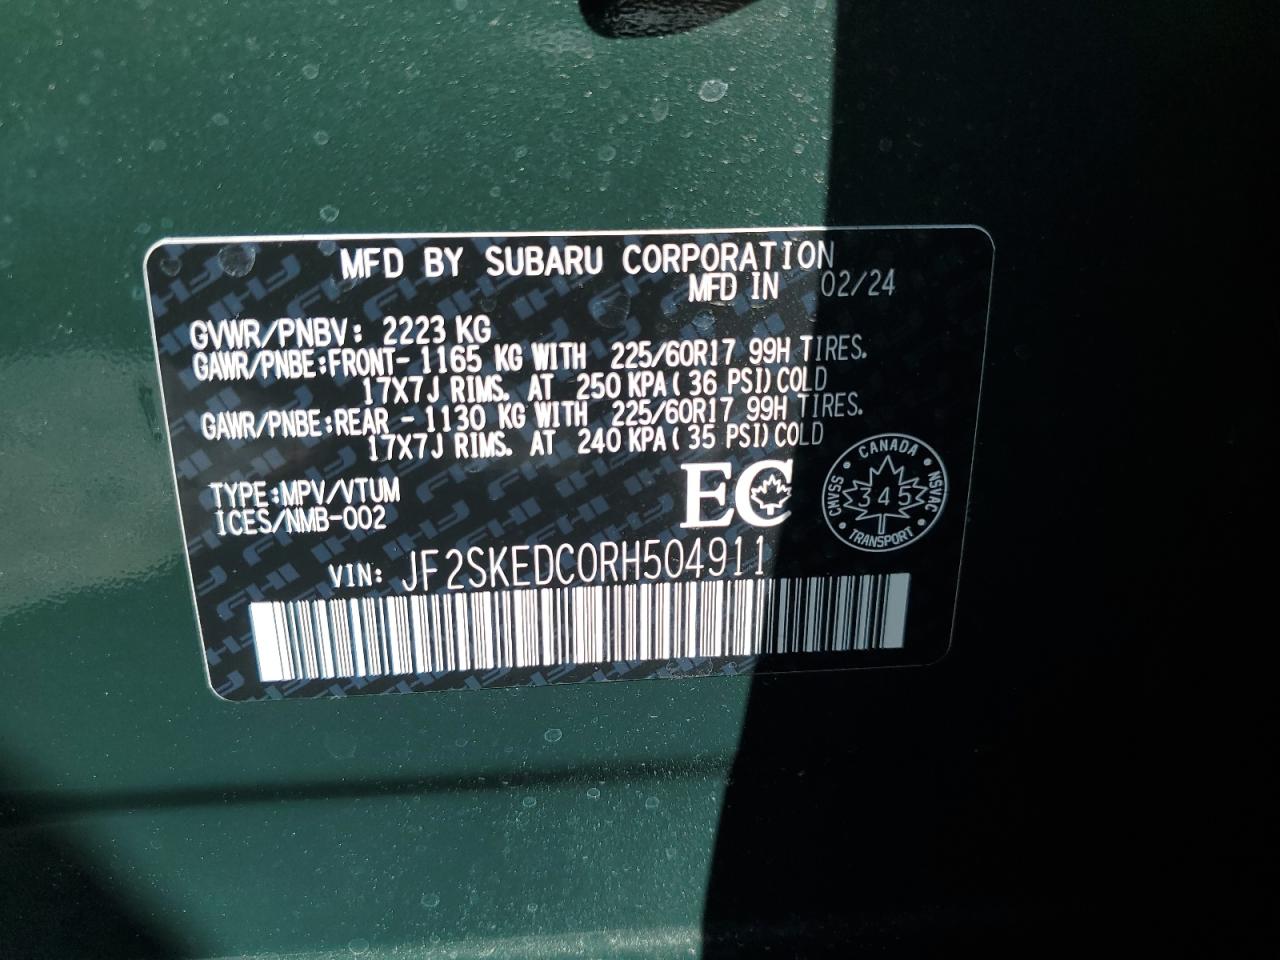 MFD BY SUBARU CORPORATION
MFD IN 02/24
GVWR/PNBV: 2223 KG
GAWR/PNBE:FRONT- 1165 KG WITH 225/60R17 99H TIRES.
17X7J RIMS. AT 250 KPA( 36 PSI)COLD
GAWR/PNBE:REAR - 1130 KG WITH 225/60R17 99H TIRES.
17X7J RIMS. AT 240 KPA( 35 PSI)COLD
TYPE:MPV/VTUM
ICES/NMB-002
EC
CANADA
CNVSS 345 NSVAC
TRANSPORT
VIN: JF2SKEDC0RH504911